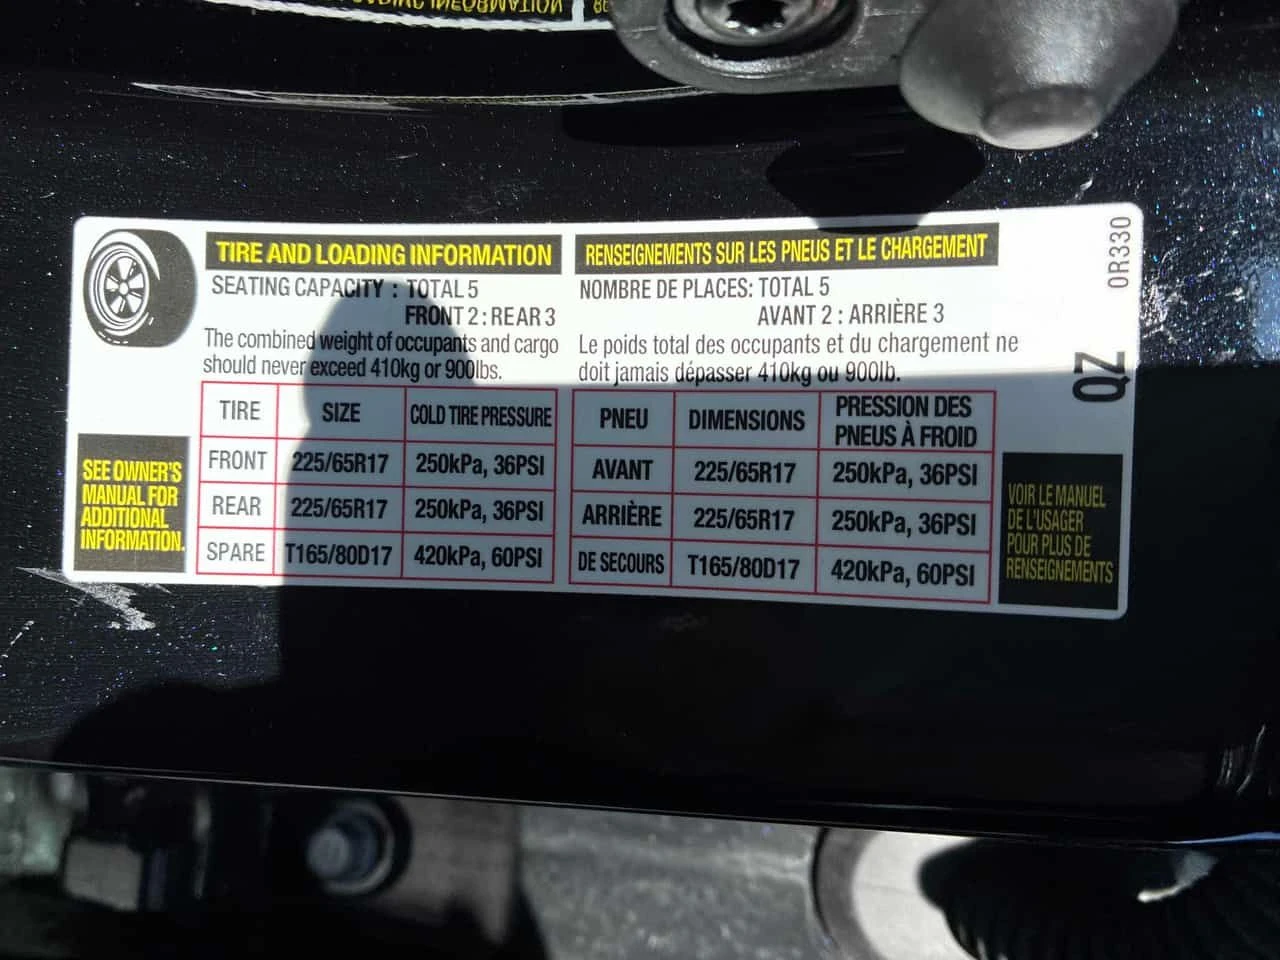 TIRE AND LOADING INFORMATION
SEATING CAPACITY : TOTAL 5
FRONT 2 : REAR 3
The combined weight of occupants and cargo
should never exceed 410kg or 900lbs.
TIRE SIZE COLD TIRE PRESSURE
FRONT 225/65R17 250kPa, 36PSI
REAR 225/65R17 250kPa, 36PSI
SPARE T165/80D17 420kPa, 60PSI
SEE OWNER'S
MANUAL FOR
ADDITIONAL
INFORMATION.
RENSEIGNEMENTS SUR LES PNEUS ET LE CHARGEMENT
NOMBRE DE PLACES: TOTAL 5
AVANT 2 : ARRIÈRE 3
Le poids total des occupants et du chargement ne
doit jamais dépasser 410kg ou 900lb.
PNEU DIMENSIONS PRESSION DES
PNEUS À FROID
AVANT 225/65R17 250kPa, 36PSI
ARRIÈRE 225/65R17 250kPa, 36PSI
DE SECOURS T165/80D17 420kPa, 60PSI
VOIR LE MANUEL
DE L'USAGER
POUR PLUS DE
RENSEIGNEMENTS
0R330
QZ